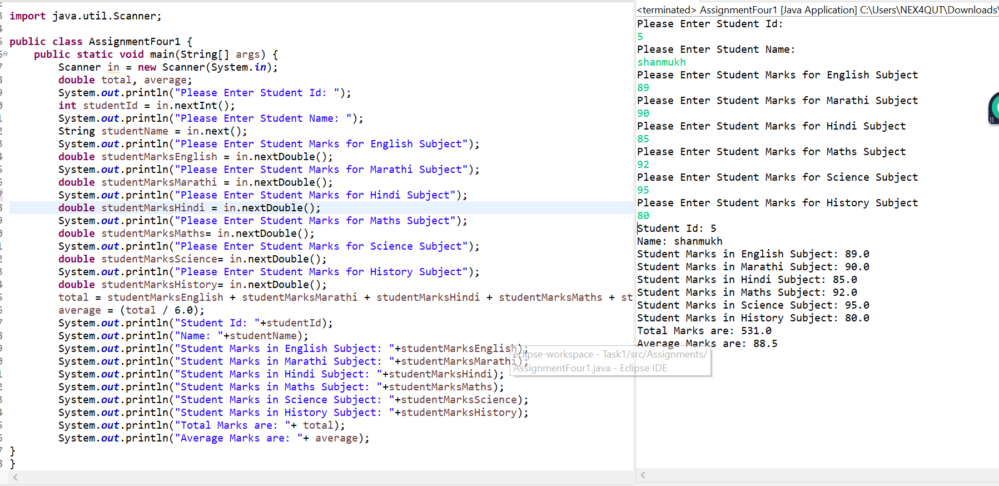 import java.util.Scanner;
public class AssignmentFour1 {
public static void main(String[] args) {
Scanner in = new Scanner(System.in);
double total, average;
System.out.println("Please Enter Student Id: ");
int studentId = in.nextInt();
System.out.println("Please Enter Student Name: ");
String studentName = in.next();
System.out.println("Please Enter Student Marks for English Subject");
double studentMarksEnglish = in.nextDouble();
System.out.println("Please Enter Student Marks for Marathi Subject");
double studentMarksMarathi = in.nextDouble();
System.out.println("Please Enter Student Marks for Hindi Subject");
double studentMarksHindi = in.nextDouble();
System.out.println("Please Enter Student Marks for Maths Subject");
double studentMarksMaths= in.nextDouble();
System.out.println("Please Enter Student Marks for Science Subject");
double studentMarksScience= in.nextDouble();
System.out.println("Please Enter Student Marks for History Subject");
double studentMarksHistory= in.nextDouble();
total = studentMarksEnglish + studentMarksMarathi + studentMarksHindi + studentMarksMaths + st
average = (total / 6.0);
System.out.println("Student Id: "+studentId);
System.out.println("Name: "+studentName);
System.out.println("Student Marks in English Subject: "+studentMarksEnglish);
System.out.println("Student Marks in Marathi Subject: "+studentMarksMarathi);
System.out.println("Student Marks in Hindi Subject: "+studentMarksHindi);
System.out.println("Student Marks in Maths Subject: "+studentMarksMaths);
System.out.println("Student Marks in Science Subject: "+studentMarksScience);
System.out.println("Student Marks in History Subject: "+studentMarksHistory);
System.out.println("Total Marks are: "+ total);
System.out.println("Average Marks are: "+ average);
}
}
eclipse-workspace - Task1/src/Assignments/
AssignmentFour1.java - Eclipse IDE
<terminated> AssignmentFour1 [Java Application] C:\Users\NEX4QUT\Downloads\
Please Enter Student Id:
5
Please Enter Student Name:
shanmukh
Please Enter Student Marks for English Subject
89
Please Enter Student Marks for Marathi Subject
90
Please Enter Student Marks for Hindi Subject
85
Please Enter Student Marks for Maths Subject
92
Please Enter Student Marks for Science Subject
95
Please Enter Student Marks for History Subject
80
Student Id: 5
Name: shanmukh
Student Marks in English Subject: 89.0
Student Marks in Marathi Subject: 90.0
Student Marks in Hindi Subject: 85.0
Student Marks in Maths Subject: 92.0
Student Marks in Science Subject: 95.0
Student Marks in History Subject: 80.0
Total Marks are: 531.0
Average Marks are: 88.5